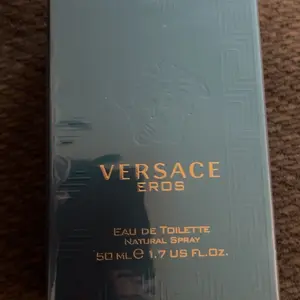 VERSACE
EROS
EAU DE TOILETTE
NATURAL SPRAY
50 ML℮ 1.7 US FL.OZ.